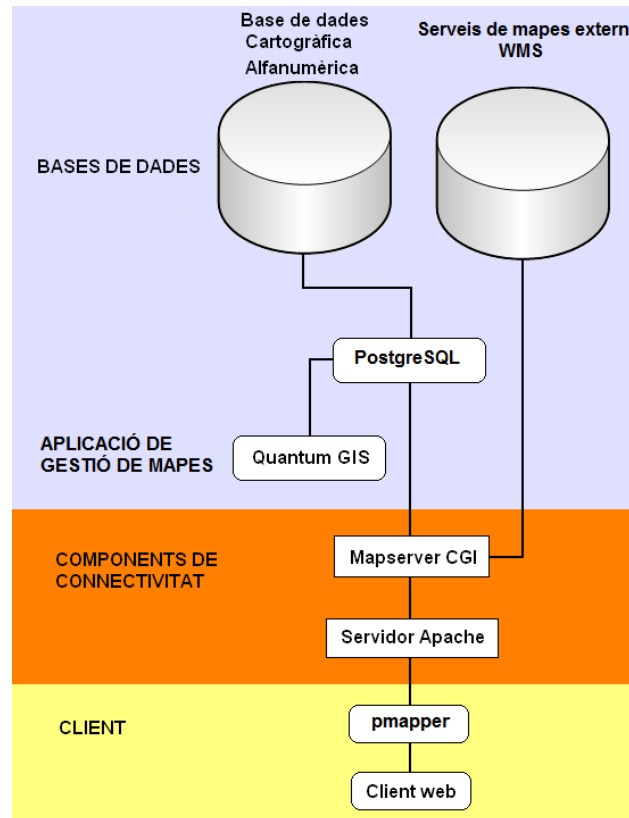 Base de dades
Cartogràfica
Alfanumèrica
Serveis de mapes extern
WMS
BASES DE DADES
PostgreSQL
APLICACIÓ DE
GESTIÓ DE MAPES
Quantum GIS
COMPONENTS DE
CONNECTIVITAT
Mapserver CGI
Servidor Apache
CLIENT
pmapper
Client web